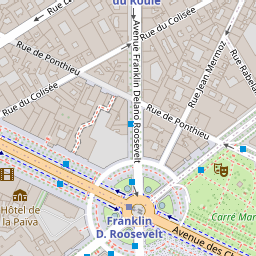 du Roule
Rue du Colisée
Rue de Ponthieu
Avenue Franklin Delano Roosevelt
Rue Jean Mermoz
Rue du Colisée
Rue de Ponthieu
Hôtel de
la Païva
Franklin
D. Roosevelt
Carré Mar
Avenue des C